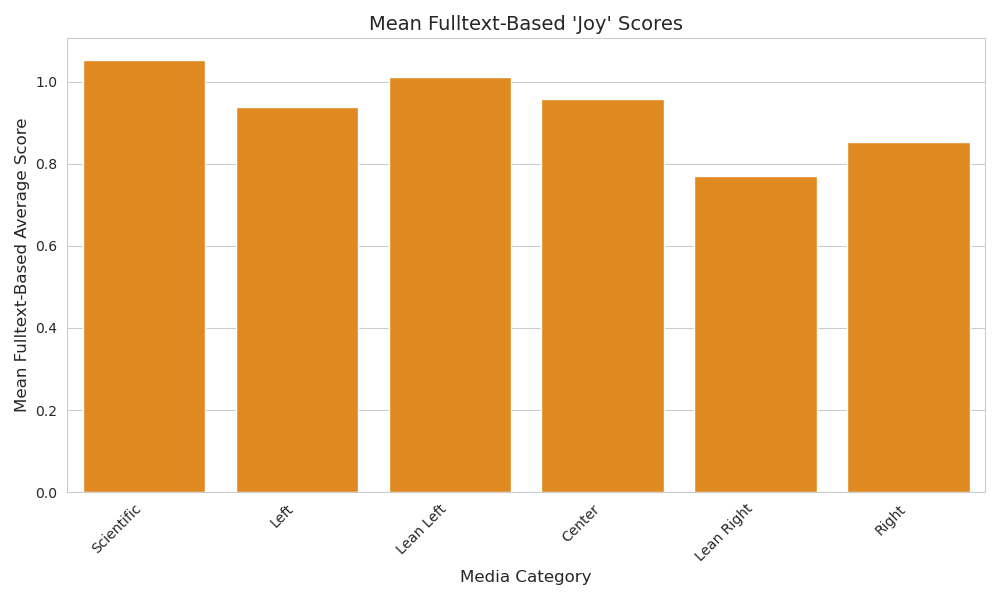 Mean Fulltext-Based 'Joy' Scores
Mean Fulltext-Based Average Score
1.0
0.8
0.6
0.4
0.2
0.0
Scientific
Left
Lean Left
Center
Lean Right
Right
Media Category